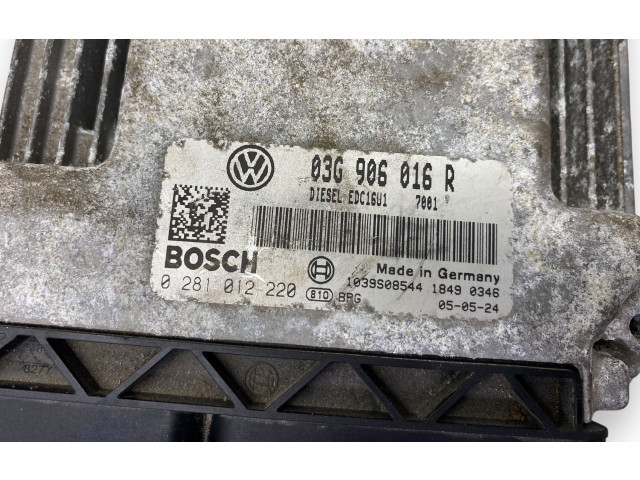 03G 906 016 R
DIESEL EDC16U1 7001
BOSCH
Made in Germany
0 281 012 220
810 BRG
1039S08544 1849 0346
05-05-24